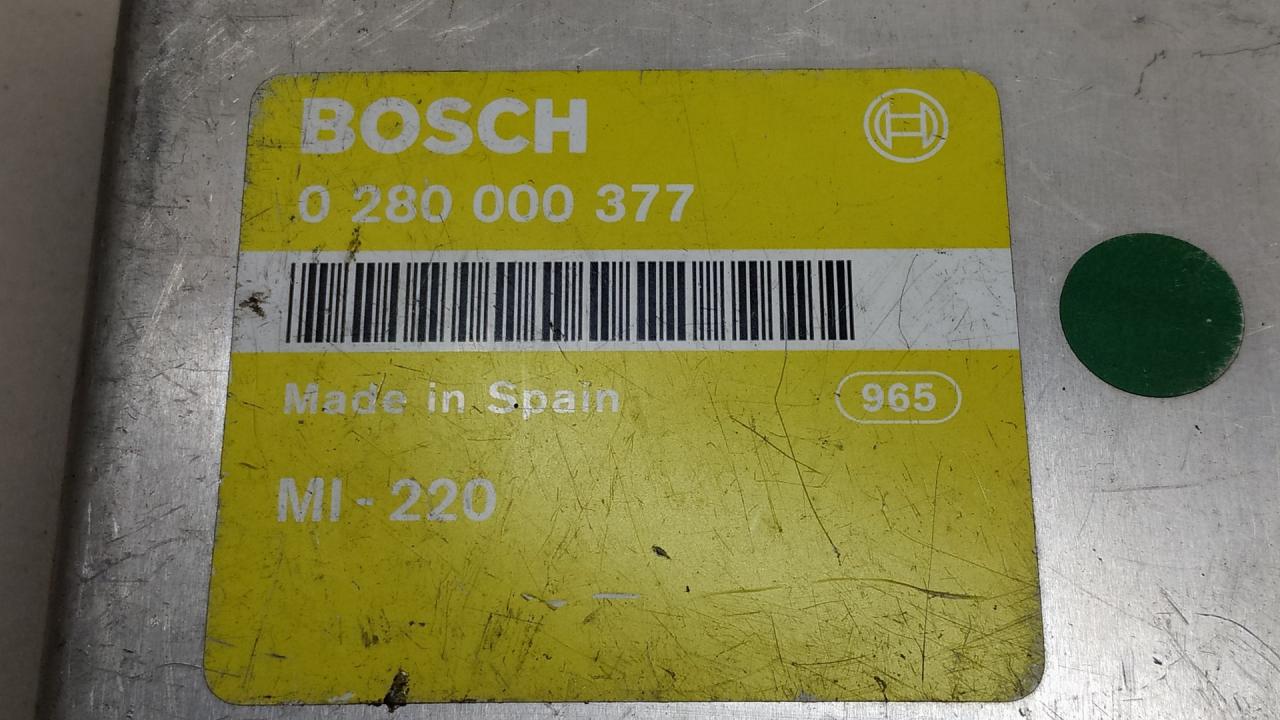 BOSCH
0 280 000 377
Made in Spain 965
MI - 220